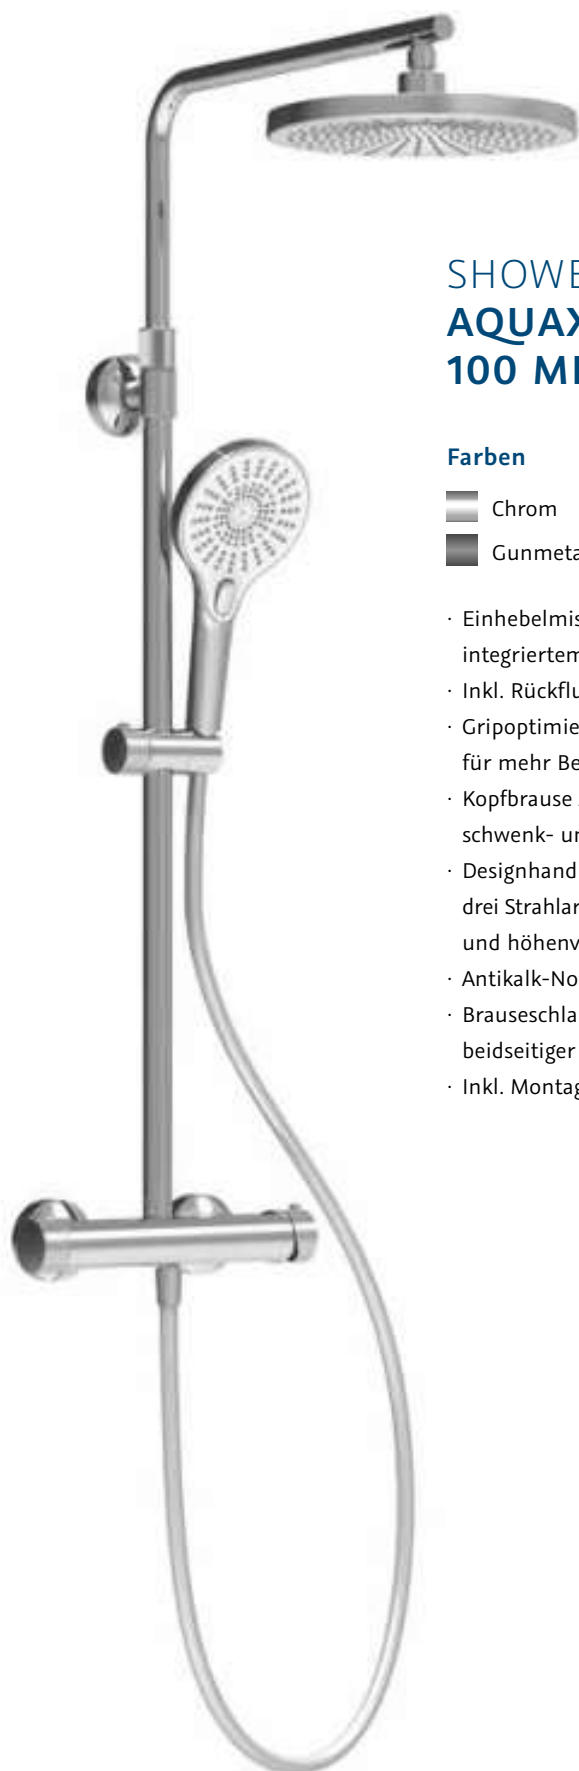 SHOWE
AQUAX
100 MI
Farben
Chrom
Gunmeta
· Einhebelmis
integriertem
· Inkl. Rückflu
· Gripoptimie
für mehr Be
· Kopfbrause
schwenk- un
· Designhand
drei Strahlar
und höhenv
· Antikalk-No
· Brauseschla
beidseitiger
· Inkl. Montag